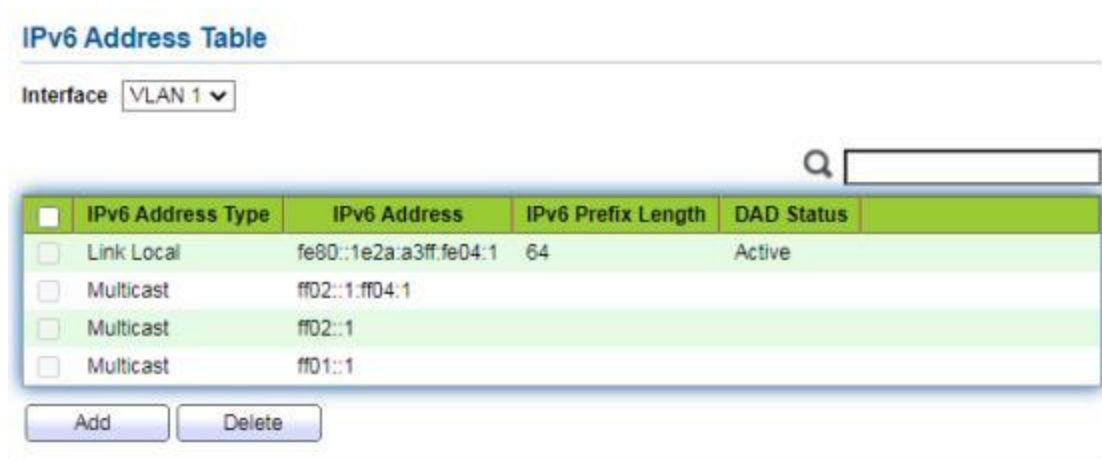 IPv6 Address Table
Interface VLAN 1
IPv6 Address Type IPv6 Address IPv6 Prefix Length DAD Status
Link Local fe80::1e2a:a3ff:fe04:1 64 Active
Multicast ff02::1:ff04:1
Multicast ff02::1
Multicast ff01::1
Add Delete